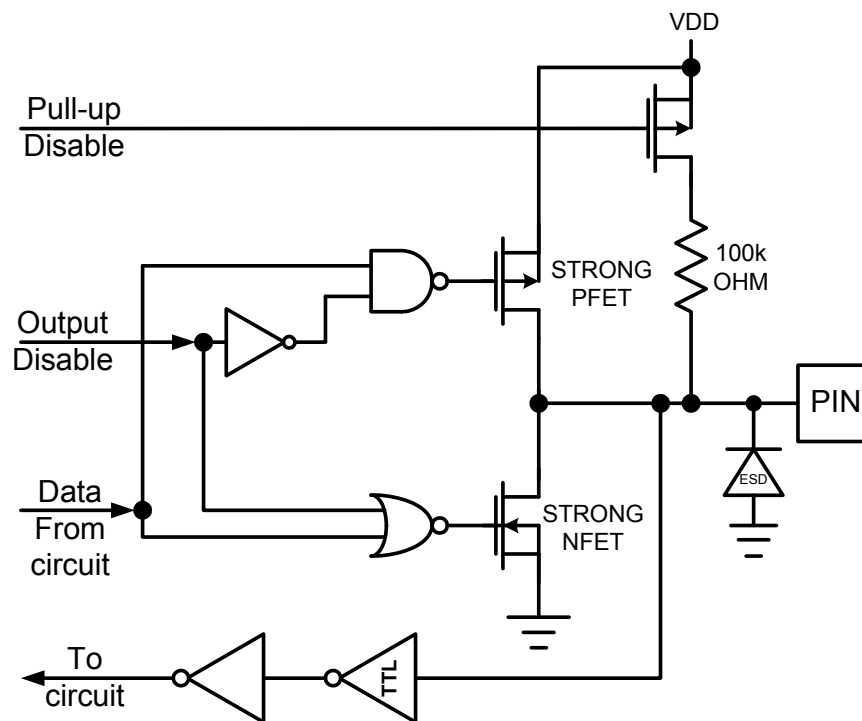 VDD
Pull-up
Disable
100k
OHM
STRONG
PFET
Output
Disable
PIN
ESD
Data
From
circuit
STRONG
NFET
To
circuit
TTL